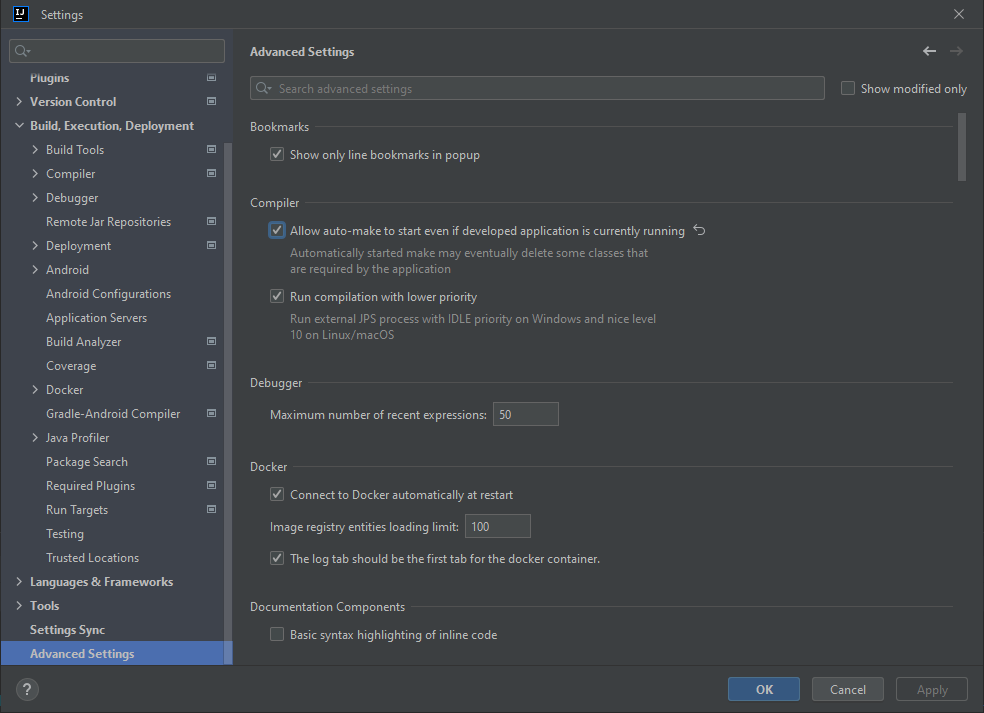 IJ
Settings
Plugins
Version Control
Build, Execution, Deployment
Build Tools
Compiler
Debugger
Remote Jar Repositories
Deployment
Android
Android Configurations
Application Servers
Build Analyzer
Coverage
Docker
Gradle-Android Compiler
Java Profiler
Package Search
Required Plugins
Run Targets
Testing
Trusted Locations
Languages & Frameworks
Tools
Settings Sync
Advanced Settings
?
Advanced Settings
Search advanced settings
Show modified only
Bookmarks
Show only line bookmarks in popup
Compiler
Allow auto-make to start even if developed application is currently running
Automatically started make may eventually delete some classes that
are required by the application
Run compilation with lower priority
Run external JPS process with IDLE priority on Windows and nice level
10 on Linux/macOS
Debugger
Maximum number of recent expressions: 50
Docker
Connect to Docker automatically at restart
Image registry entities loading limit: 100
The log tab should be the first tab for the docker container.
Documentation Components
Basic syntax highlighting of inline code
OK
Cancel
Apply